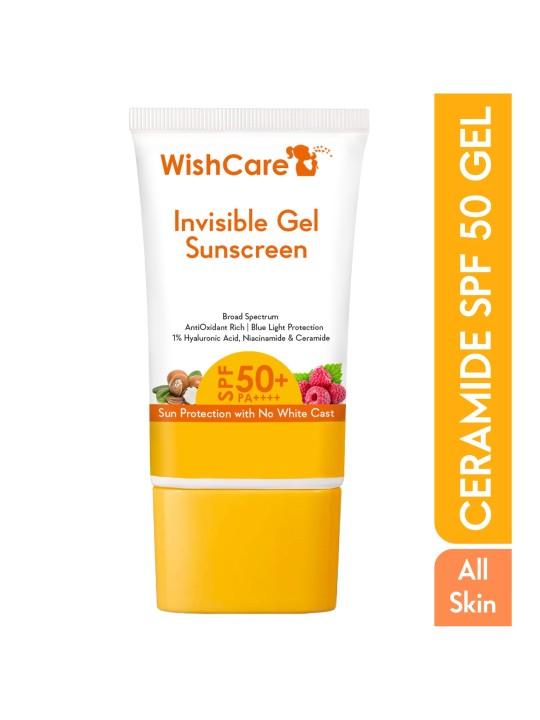 WishCare
Invisible Gel
Sunscreen
Broad Spectrum
AntiOxidant Rich | Blue Light Protection
1% Hyaluronic Acid, Niacinamide & Ceramide
SPF 50+
PA++++
Sun Protection with No White Cast
CERAMIDE SPF 50 GEL
All
Skin